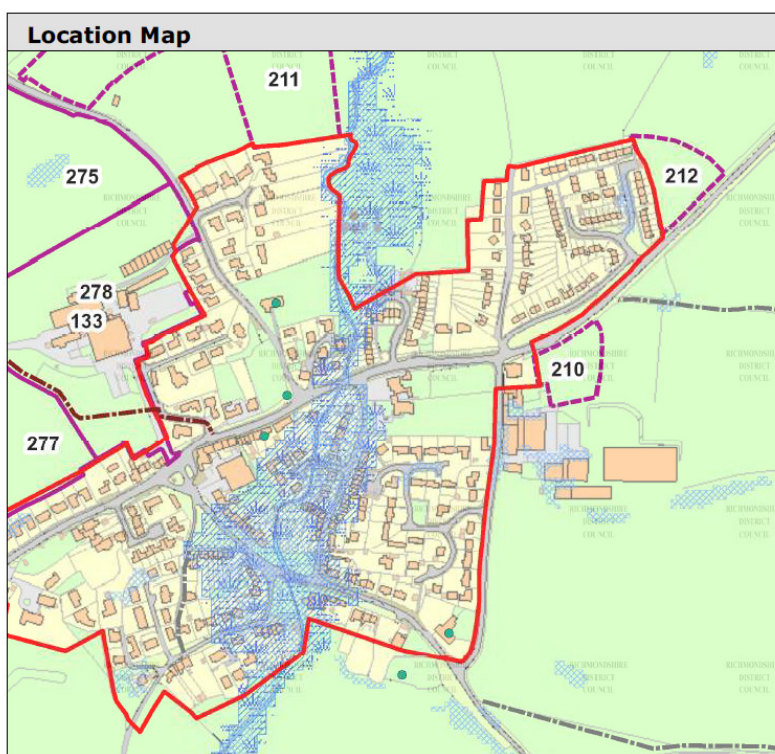 Location Map
RICHMONDSHIRE
DISTRICT
COUNCIL
211
275
212
278
133
210
277